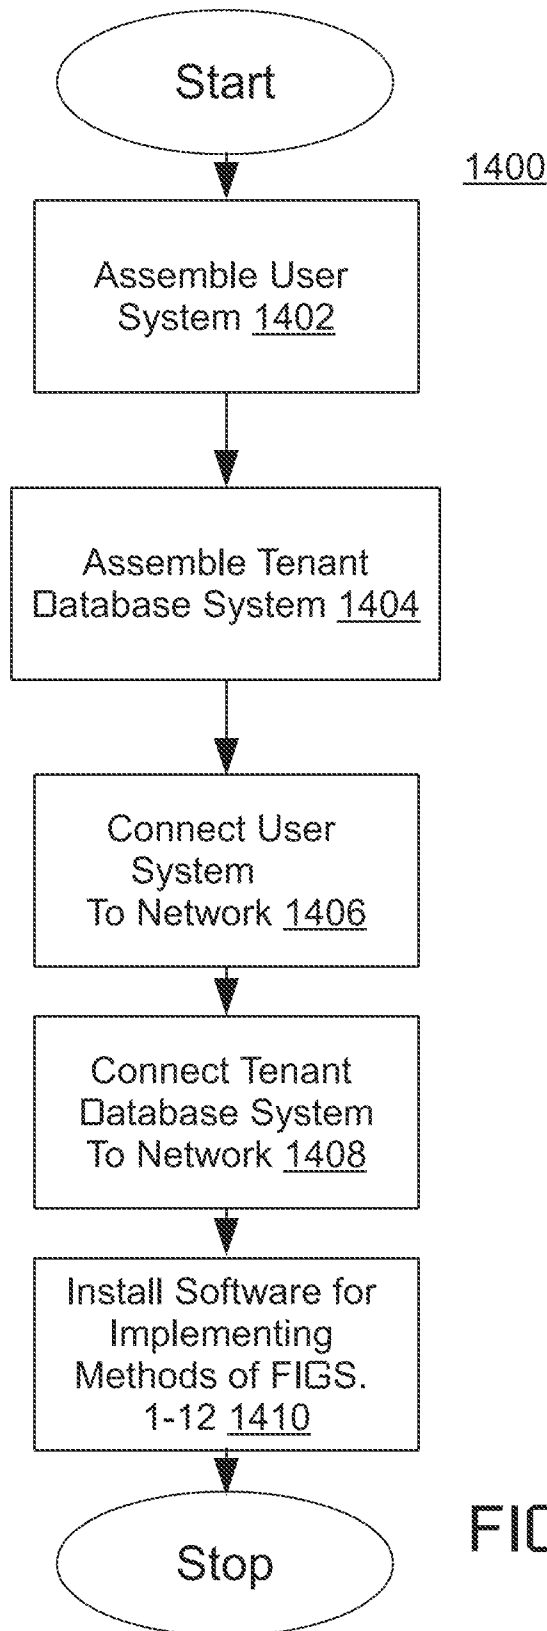 Start
1400
Assemble User
System 1402
Assemble Tenant
Database System 1404
Connect User
System
To Network 1406
Connect Tenant
Database System
To Network 1408
Install Software for
Implementing
Methods of FIGS.
1-12 1410
Stop